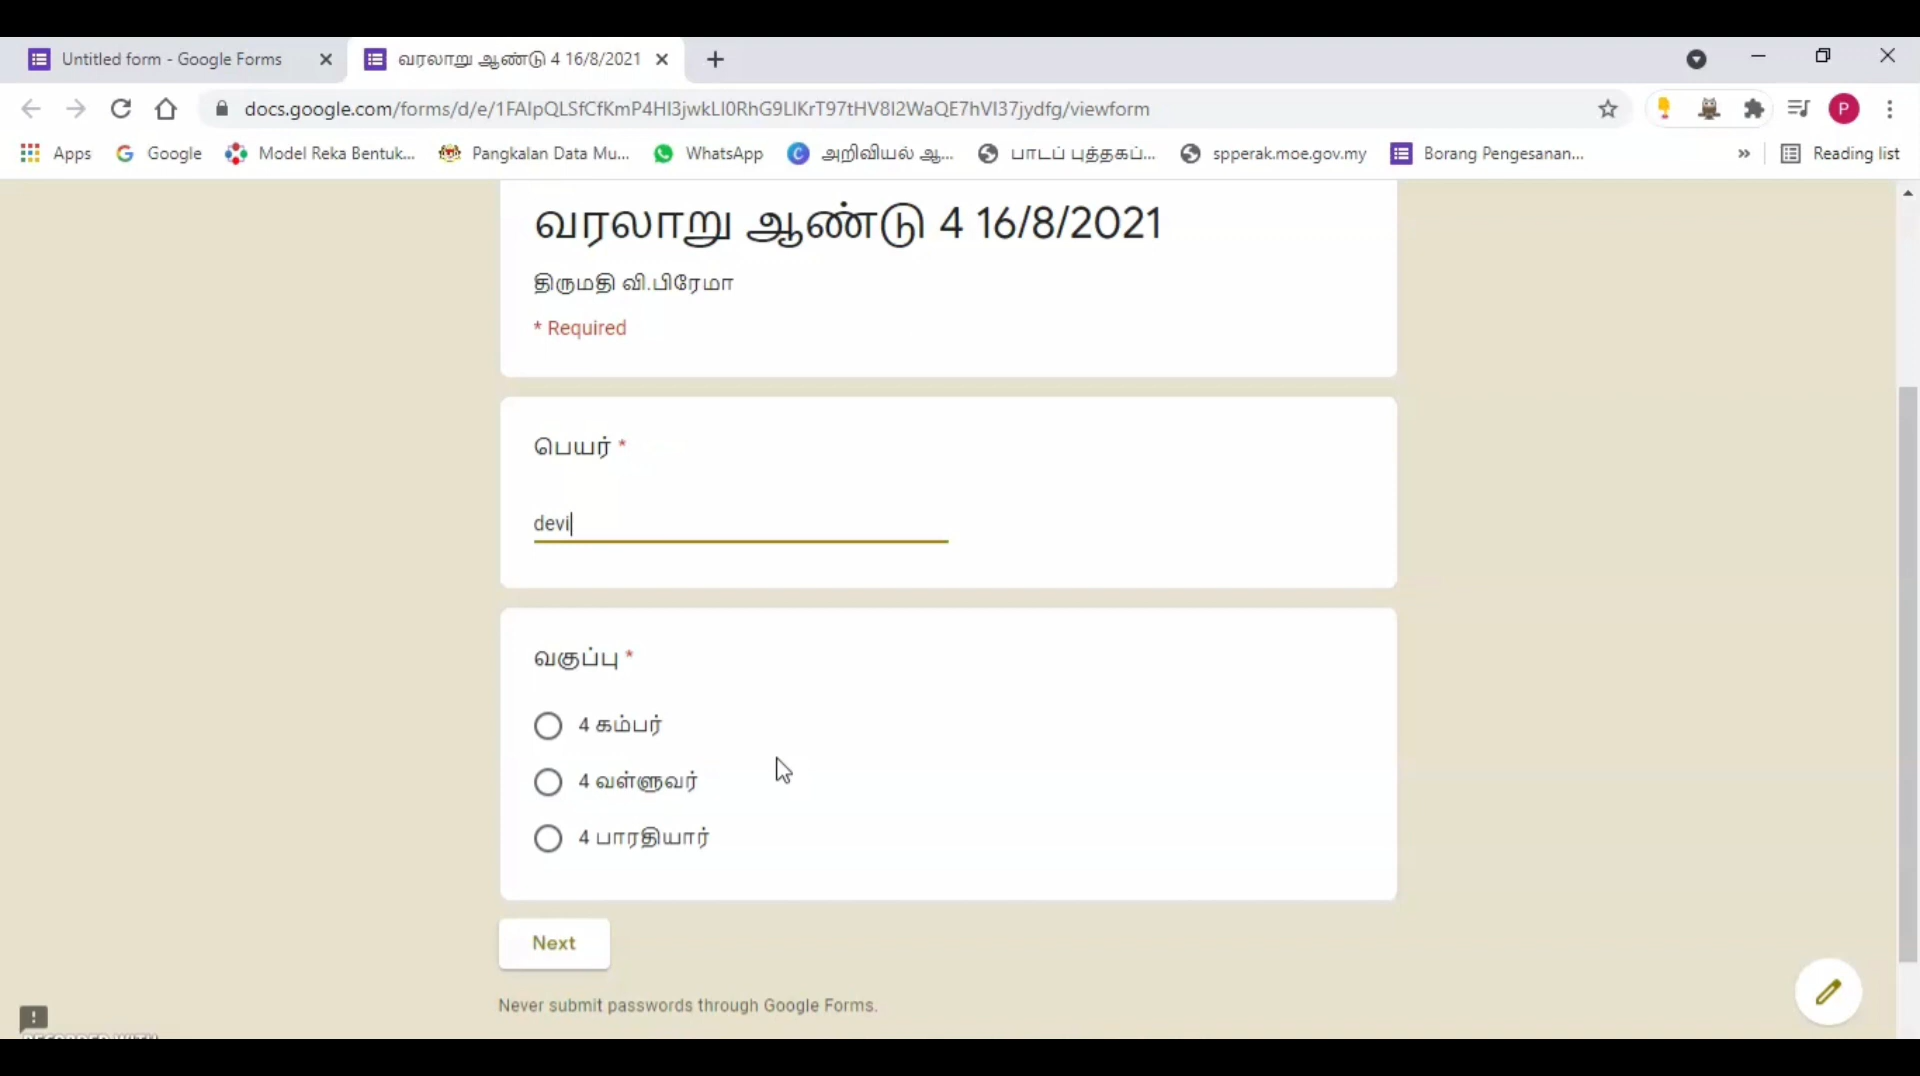 Untitled form - Google Forms
வரலாறு ஆண்டு 4 16/8/2021
docs.google.com/forms/d/e/1FAIpQLSfCfKmP4HI3jwkLI0RhG9LIKrT97tHV8I2WaQE7hVI37jydfg/viewform
P
Apps
Google
Model Reka Bentuk...
Pangkalan Data Mu...
WhatsApp
அறிவியல் ஆ...
பாடப் புத்தகப்...
spperak.moe.gov.my
Borang Pengesanan...
Reading list
வரலாறு ஆண்டு 4 16/8/2021
திருமதி வி.பிரேமா
* Required
பெயர் *
devi
வகுப்பு *
4 கம்பர்
4 வள்ளுவர்
4 பாரதியார்
Next
Never submit passwords through Google Forms.
RECORDED WITH